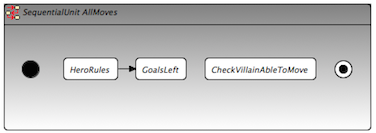 SequentialUnit AllMoves
HeroRules
GoalsLeft
CheckVillainAbleToMove